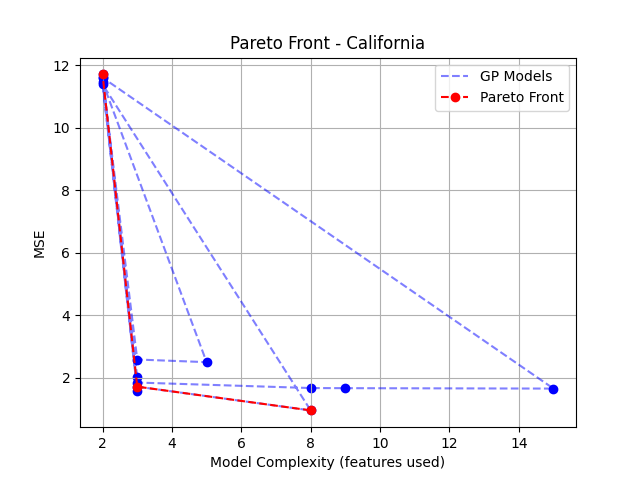 Pareto Front - California
12
10
8
6
4
2
MSE
GP Models
Pareto Front
2
4
6
8
10
12
14
Model Complexity (features used)